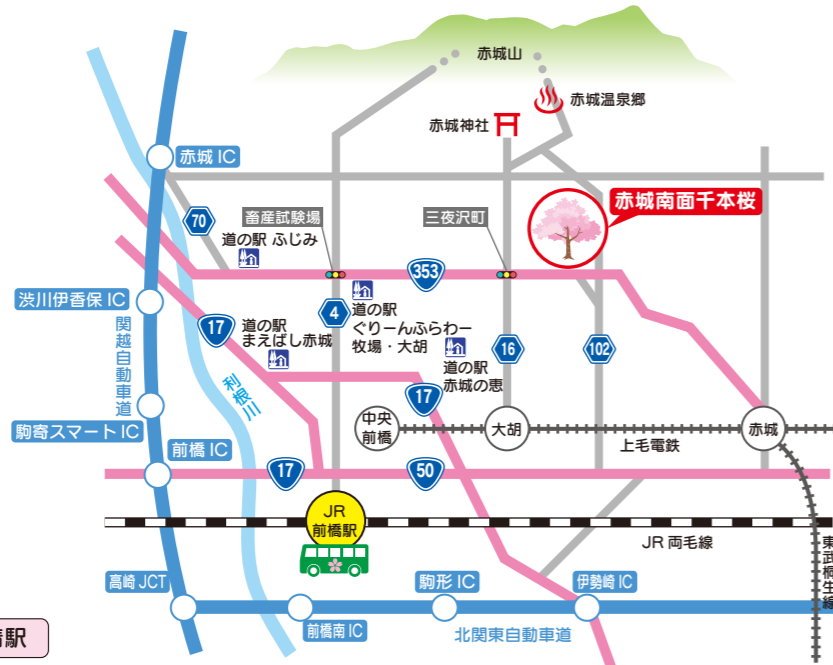 赤城山
赤城温泉郷
赤城神社
赤城 IC
赤城南面千本桜
70
畜産試験場
三夜沢町
道の駅 ふじみ
353
渋川伊香保 IC
4
道の駅
ぐりーんふらわー
牧場・大胡
17
道の駅
まえばし赤城
16
102
関越自動車道
道の駅
赤城の恵
利根川
17
駒寄スマート IC
中央
前橋
大胡
赤城
上毛電鉄
前橋 IC
17
50
JR
前橋駅
JR 両毛線
東武桐生線
高崎 JCT
駒形 IC
伊勢崎 IC
前橋南 IC
北関東自動車道